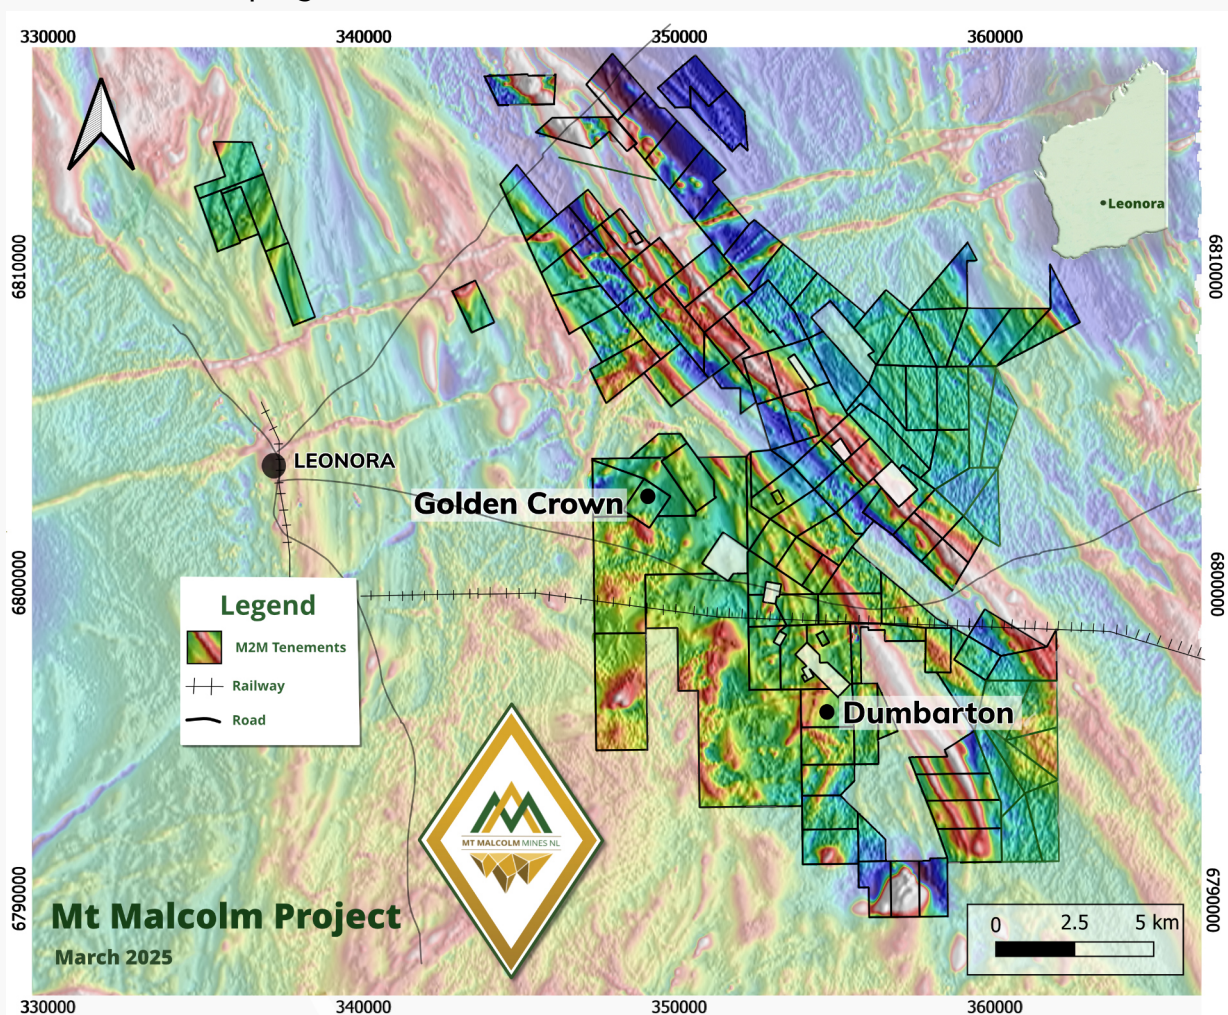 330000 340000 350000 360000
6810000
6810000
Leonora
LEONORA
Golden Crown
6800000
6800000
Legend
M2M Tenements
Railway
Road
Dumbarton
MT MALCOLM MINES NL
6790000
6790000
Mt Malcolm Project
March 2025
0 2.5 5 km
330000 340000 350000 360000